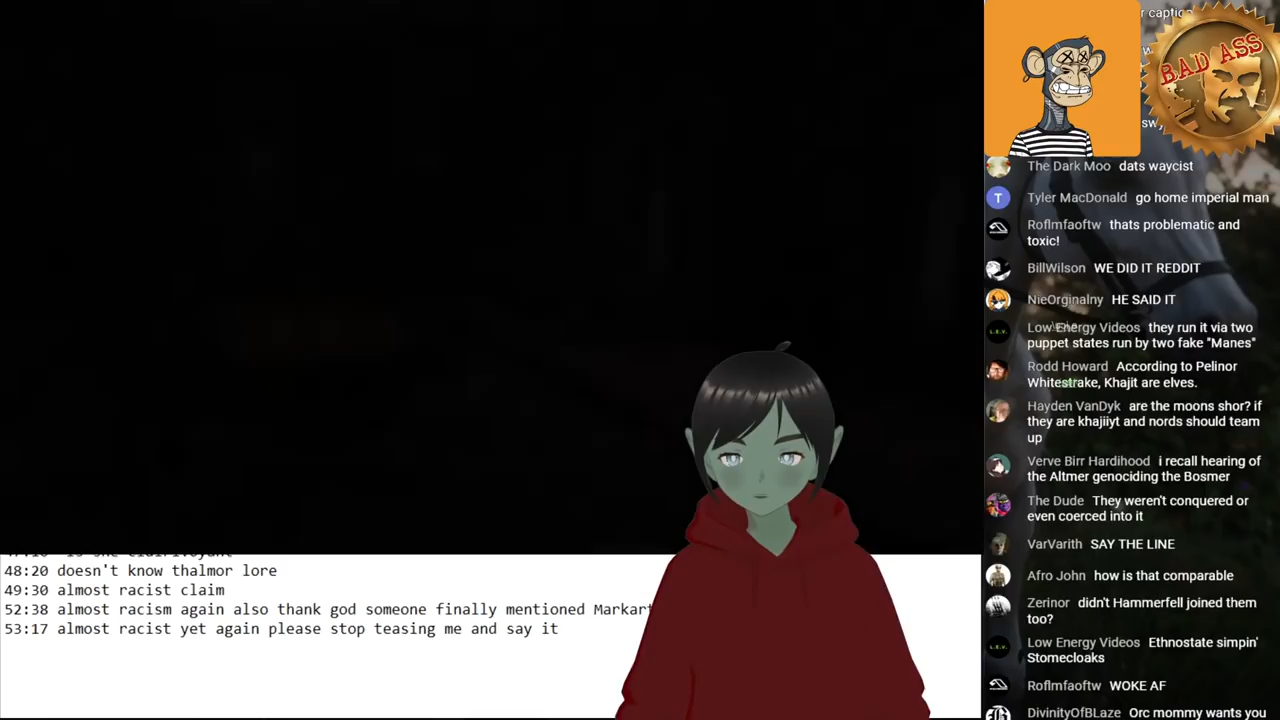 48:20 doesn't know thalmor lore
49:30 almost racist claim
52:38 almost racism again also thank god someone finally mentioned Markart
53:17 almost racist yet again please stop teasing me and say it
BAD ASS
The Dark Moo dats waycist
Tyler MacDonald go home imperial man
Roflmfaoftw thats problematic and
toxic!
BillWilson WE DID IT REDDIT
NieOrginalny HE SAID IT
Low Energy Videos they run it via two
puppet states run by two fake "Manes"
Rodd Howard According to Pelinor
Whitestrake, Khajit are elves.
Hayden VanDyk are the moons shor? if
they are khajiiyt and nords should team
up
Verve Birr Hardihood i recall hearing of
the Altmer genociding the Bosmer
The Dude They weren't conquered or
even coerced into it
VarVarith SAY THE LINE
Afro John how is that comparable
Zerinor didn't Hammerfell joined them
too?
Low Energy Videos Ethnostate simpin'
Stomecloaks
Roflmfaoftw WOKE AF
DivinityOfBLaze Orc mommy wants you